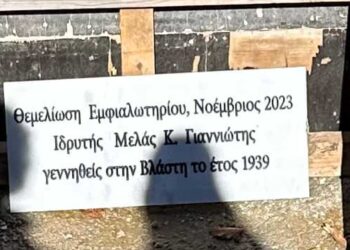 Θεμελίωση Εμφιαλωτηρίου, Νοέμβριος 2023
Ιδρυτής Μελάς Κ. Γιαννιώτης
γεννηθείς στην Βλάστη το έτος 1939